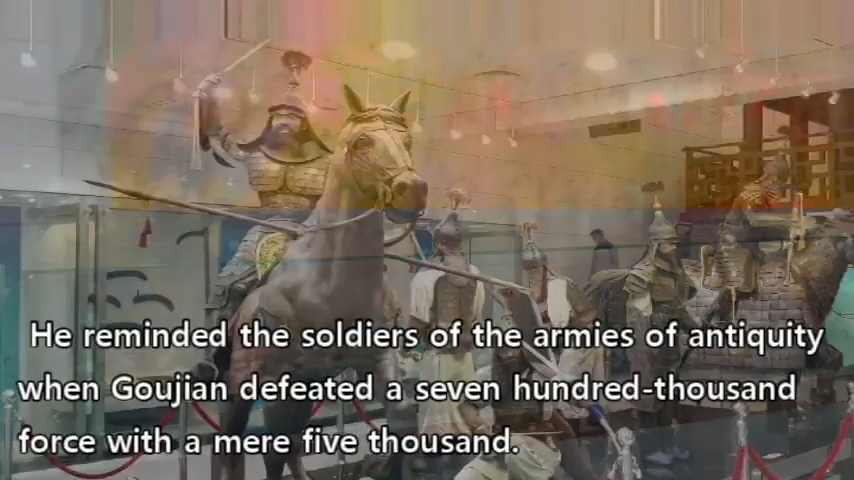 He reminded the soldiers of the armies of antiquity
when Goujian defeated a seven hundred-thousand
force with a mere five thousand.